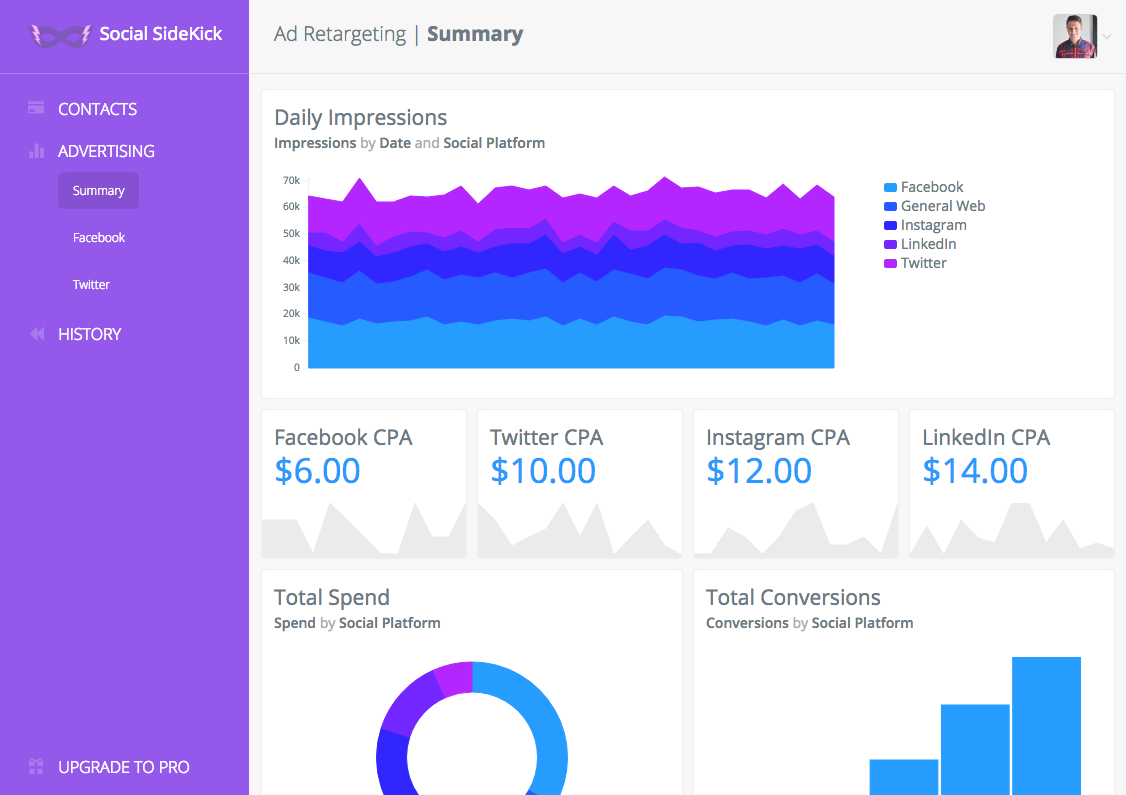 Social SideKick
Ad Retargeting | Summary
CONTACTS
ADVERTISING
Summary
Facebook
Twitter
HISTORY
UPGRADE TO PRO
Daily Impressions
Impressions by Date and Social Platform
70k
60k
50k
40k
30k
20k
10k
0
Facebook
General Web
Instagram
LinkedIn
Twitter
Facebook CPA
$6.00
Twitter CPA
$10.00
Instagram CPA
$12.00
LinkedIn CPA
$14.00
Total Spend
Spend by Social Platform
Total Conversions
Conversions by Social Platform